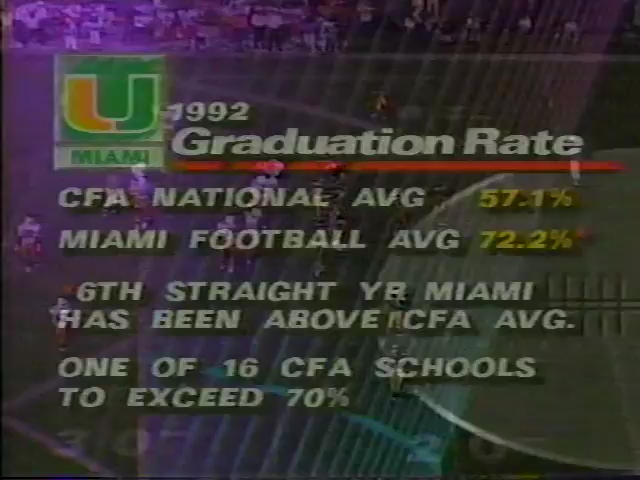 MIAMI
1992
Graduation Rate
CFA NATIONAL AVG 57.1%
MIAMI FOOTBALL AVG 72.2%*
*6TH STRAIGHT YR MIAMI
HAS BEEN ABOVE CFA AVG.
ONE OF 16 CFA SCHOOLS
TO EXCEED 70%